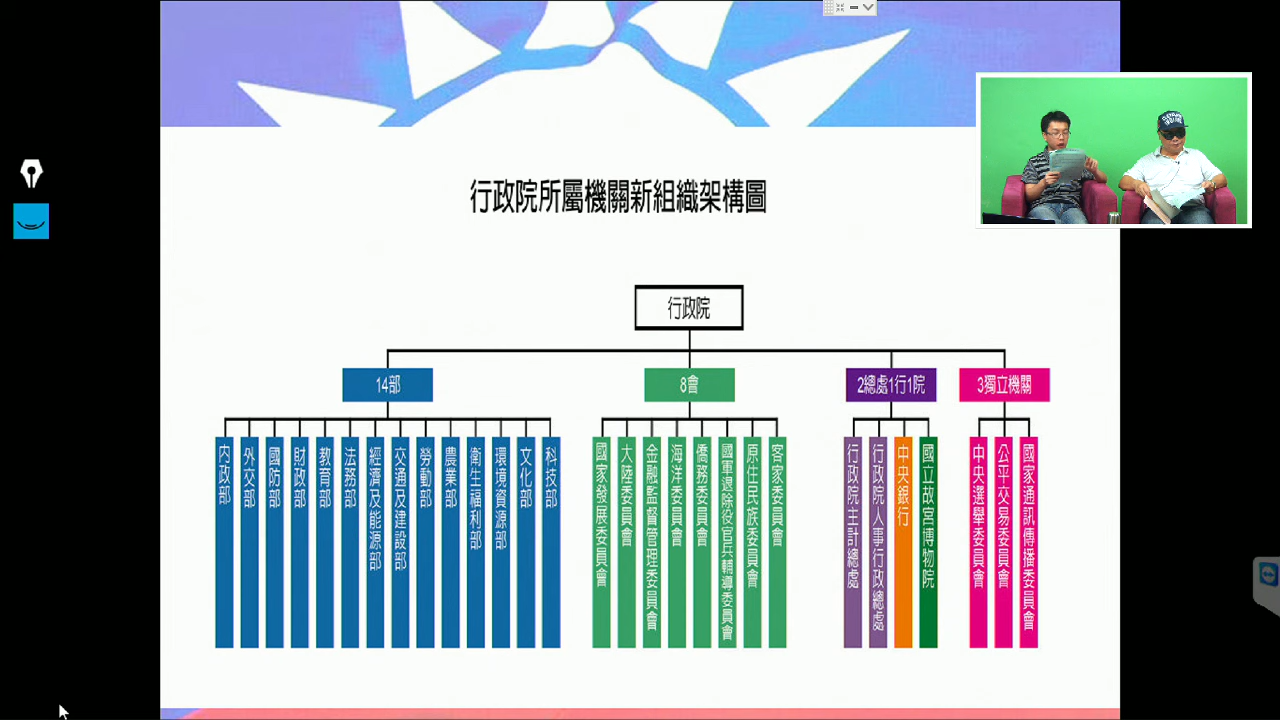 行政院所屬機關新組織架構圖
行政院
14部
8會
2總處1行1院
3獨立機關
內政部
外交部
國防部
財政部
教育部
法務部
經濟及能源部
交通及建設部
勞動部
農業部
衛生福利部
環境資源部
文化部
科技部
國家發展委員會
大陸委員會
金融監督管理委員會
海洋委員會
僑務委員會
國軍退除役官兵輔導委員會
原住民族委員會
客家委員會
行政院主計總處
行政院人事行政總處
中央銀行
國立故宮博物院
中央選舉委員會
公平交易委員會
國家通訊傳播委員會